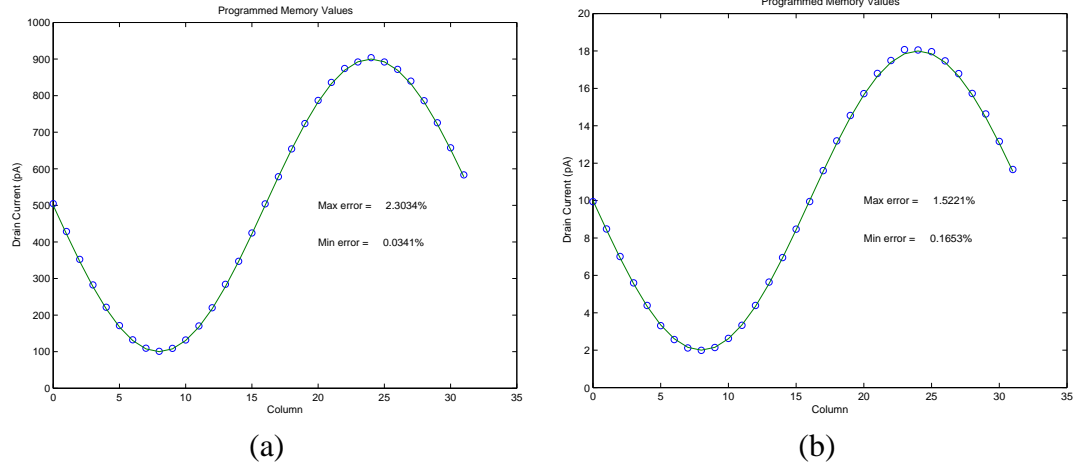 Programmed Memory Values
1000
900
800
700
600
500
400
300
200
100
0
Drain Current (pA)
Max error = 2.3034%
Min error = 0.0341%
0 5 10 15 20 25 30 35
Column
(a)
Programmed Memory Values
20
18
16
14
12
10
8
6
4
2
0
Drain Current (pA)
Max error = 1.5221%
Min error = 0.1653%
0 5 10 15 20 25 30 35
Column
(b)